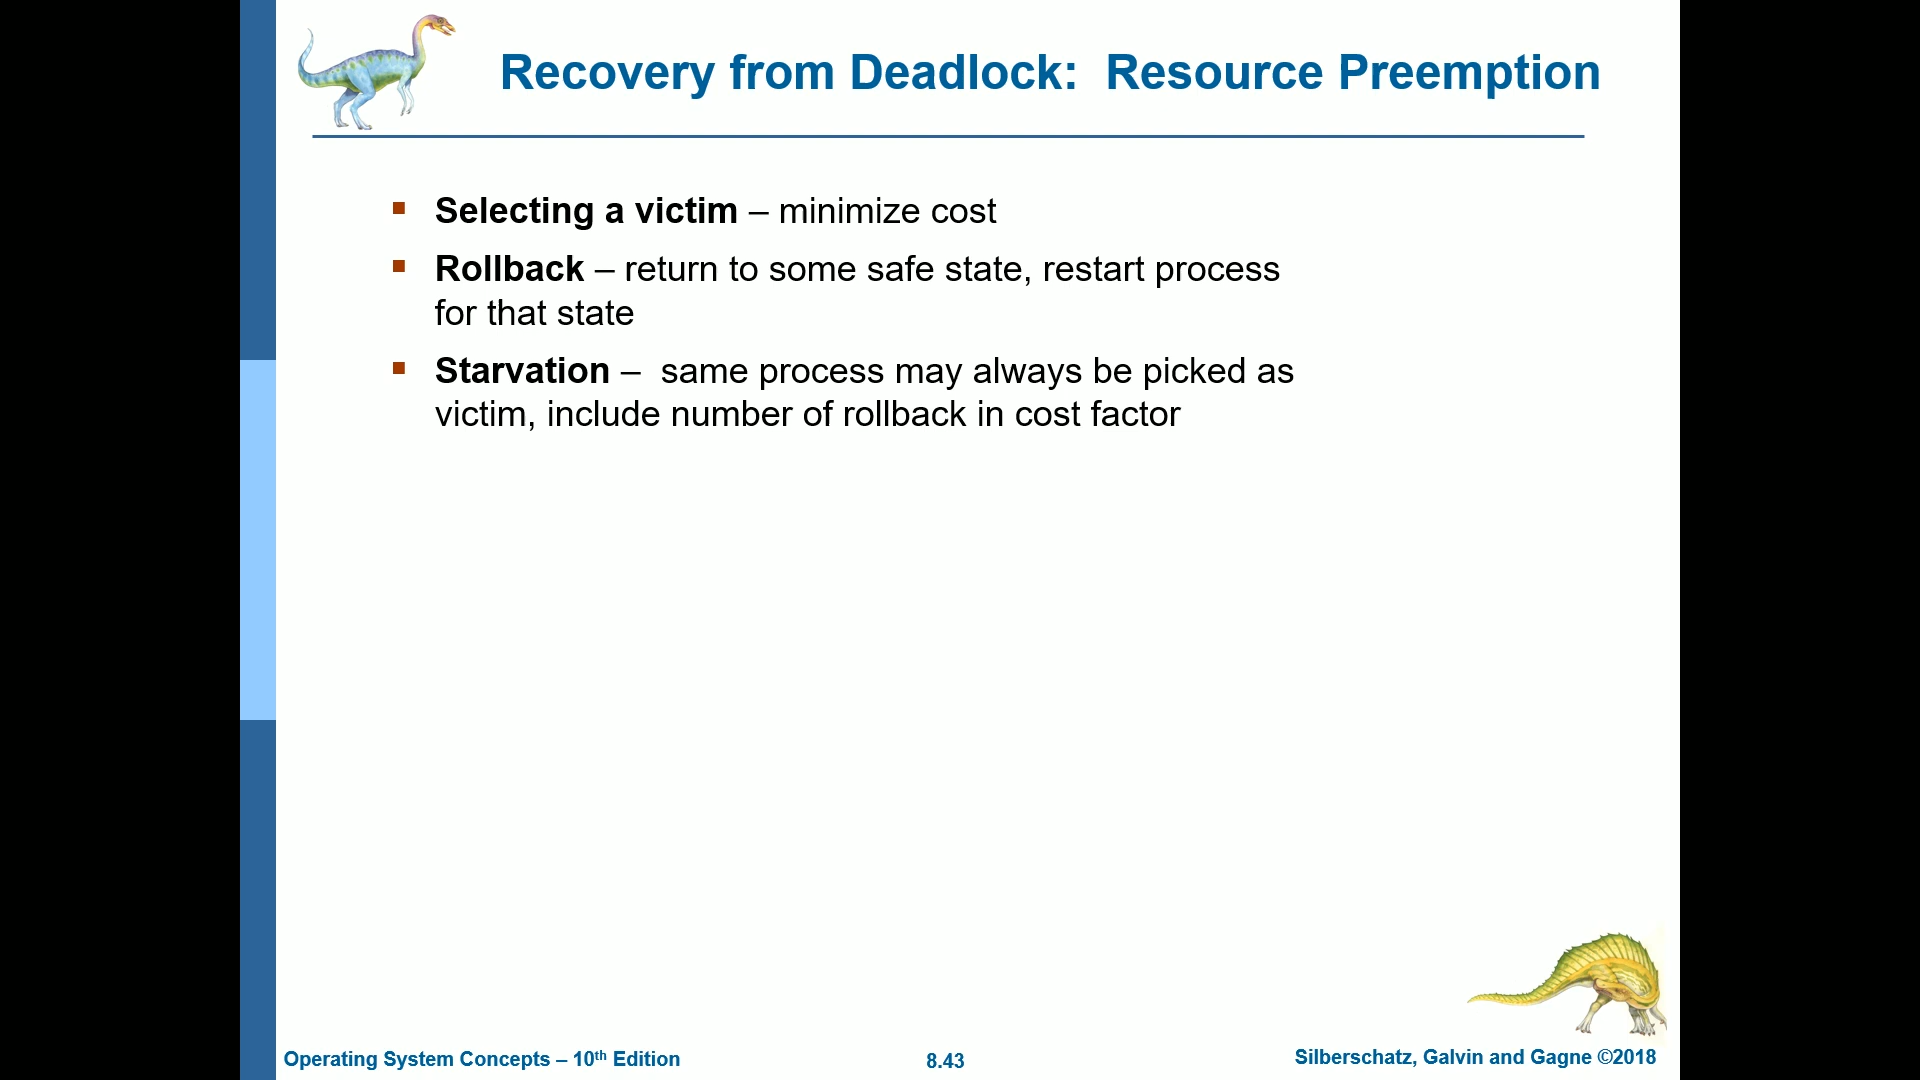 Recovery from Deadlock:  Resource Preemption
▪ Selecting a victim – minimize cost
▪ Rollback – return to some safe state, restart process
for that state
▪ Starvation –  same process may always be picked as
victim, include number of rollback in cost factor
Operating System Concepts – 10th Edition
8.43
Silberschatz, Galvin and Gagne ©2018